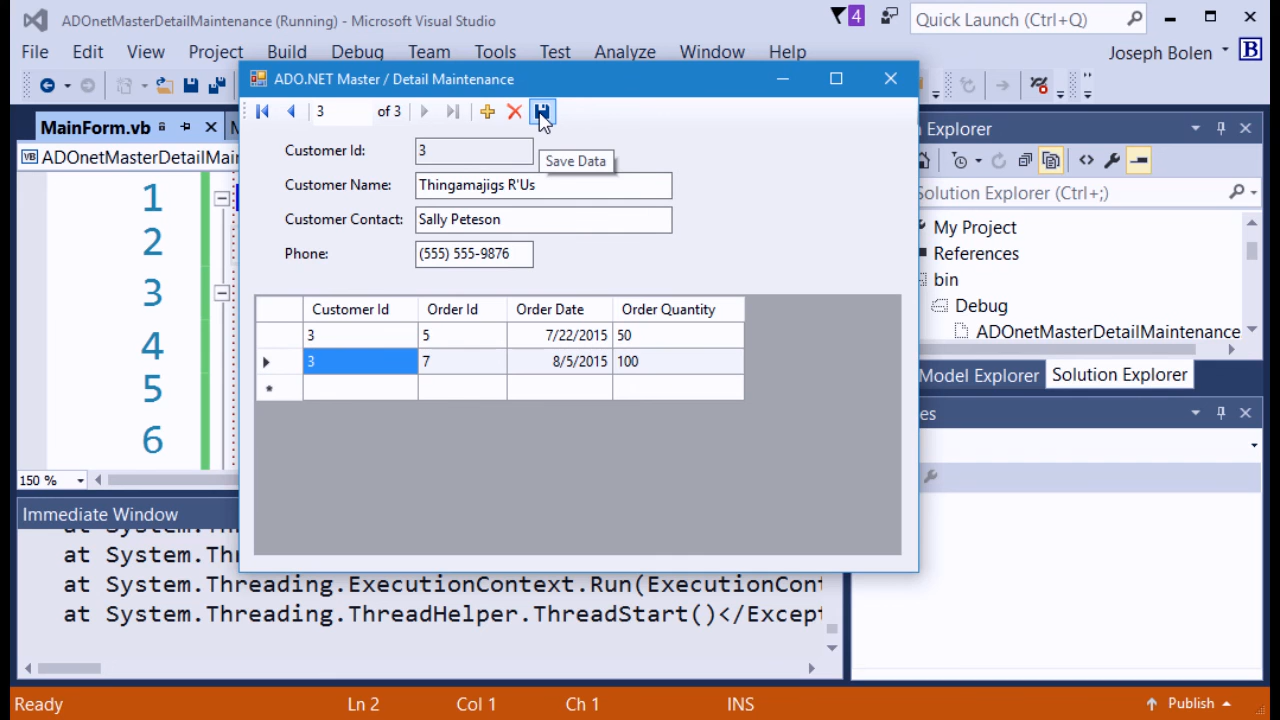 ADOnetMasterDetailMaintenance (Running) - Microsoft Visual Studio
4
Quick Launch (Ctrl+Q)
File Edit View Project Build Debug Team Tools Test Analyze Window Help
Joseph Bolen
B
ADO.NET Master / Detail Maintenance
MainForm.vb
3 of 3
Explorer
VB ADOnetMasterDetailMai
Customer Id: 3
Save Data
Customer Name: Thingamajigs R'Us
Solution Explorer (Ctrl+;)
Customer Contact: Sally Peteson
My Project
Phone: (555) 555-9876
References
bin
Debug
ADOnetMasterDetailMaintenance
Customer Id Order Id Order Date Order Quantity
3 5 7/22/2015 50
3 7 8/5/2015 100
*
Model Explorer Solution Explorer
1
2
3
4
5
6
es
150 %
Immediate Window
at System.Thr
at System.Threading.ExecutionContext.Run(ExecutionCont
at System.Threading.ThreadHelper.ThreadStart()</Except
Ready Ln 2 Col 1 Ch 1 INS Publish